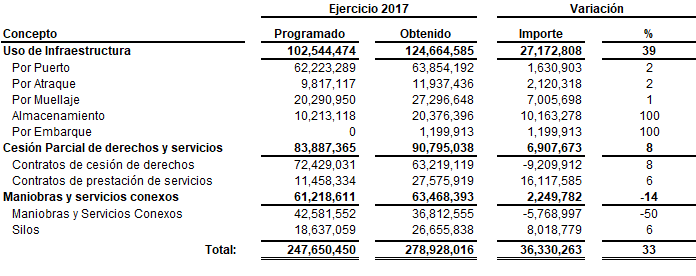 Ejercicio 2017 Variación
Concepto Programado Obtenido Importe %
Uso de Infraestructura 102,544,474 124,664,585 27,172,808 39
Por Puerto 62,223,289 63,854,192 1,630,903 2
Por Atraque 9,817,117 11,937,436 2,120,318 2
Por Muellaje 20,290,950 27,296,648 7,005,698 1
Almacenamiento 10,213,118 20,376,396 10,163,278 100
Por Embarque 0 1,199,913 1,199,913 100
Cesión Parcial de derechos y servicios 83,887,365 90,795,038 6,907,673 8
Contratos de cesión de derechos 72,429,031 63,219,119 -9,209,912 8
Contratos de prestación de servicios 11,458,334 27,575,919 16,117,585 6
Maniobras y servicios conexos 61,218,611 63,468,393 2,249,782 -14
Maniobras y Servicios Conexos 42,581,552 36,812,555 -5,768,997 -50
Silos 18,637,059 26,655,838 8,018,779 6
Total: 247,650,450 278,928,016 36,330,263 33